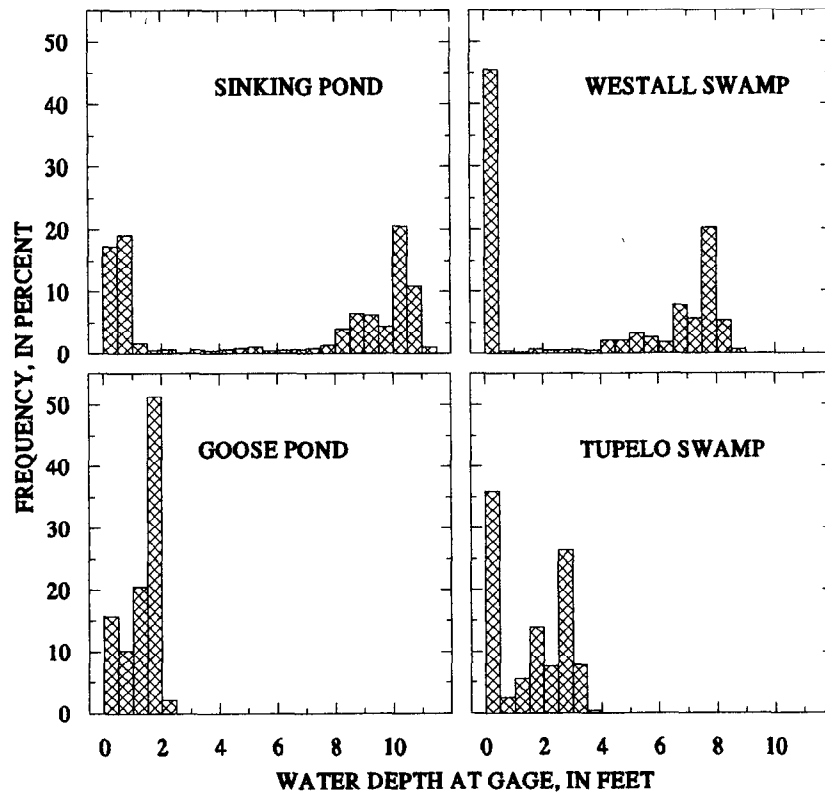 50
40
30
20
10
0
SINKING POND
WESTALL SWAMP
FREQUENCY, IN PERCENT
50
40
30
20
10
0
GOOSE POND
TUPELO SWAMP
0 2 4 6 8 10 0 2 4 6 8 10
WATER DEPTH AT GAGE, IN FEET